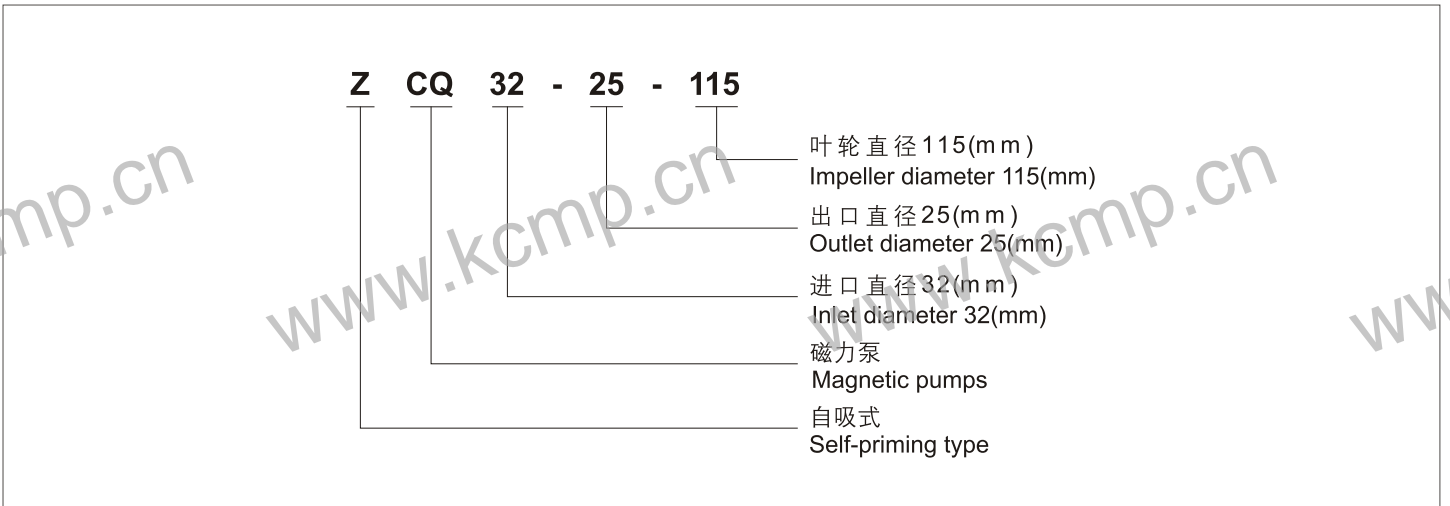 Z CQ 32 - 25 - 115
叶轮直径115(mm)
Impeller diameter 115(mm)
出口直径25(mm)
Outlet diameter 25(mm)
进口直径32(mm)
Inlet diameter 32(mm)
磁力泵
Magnetic pumps
自吸式
Self-priming type
mp.cn
www.kcmp.cn
www.kcmp.cn
ww